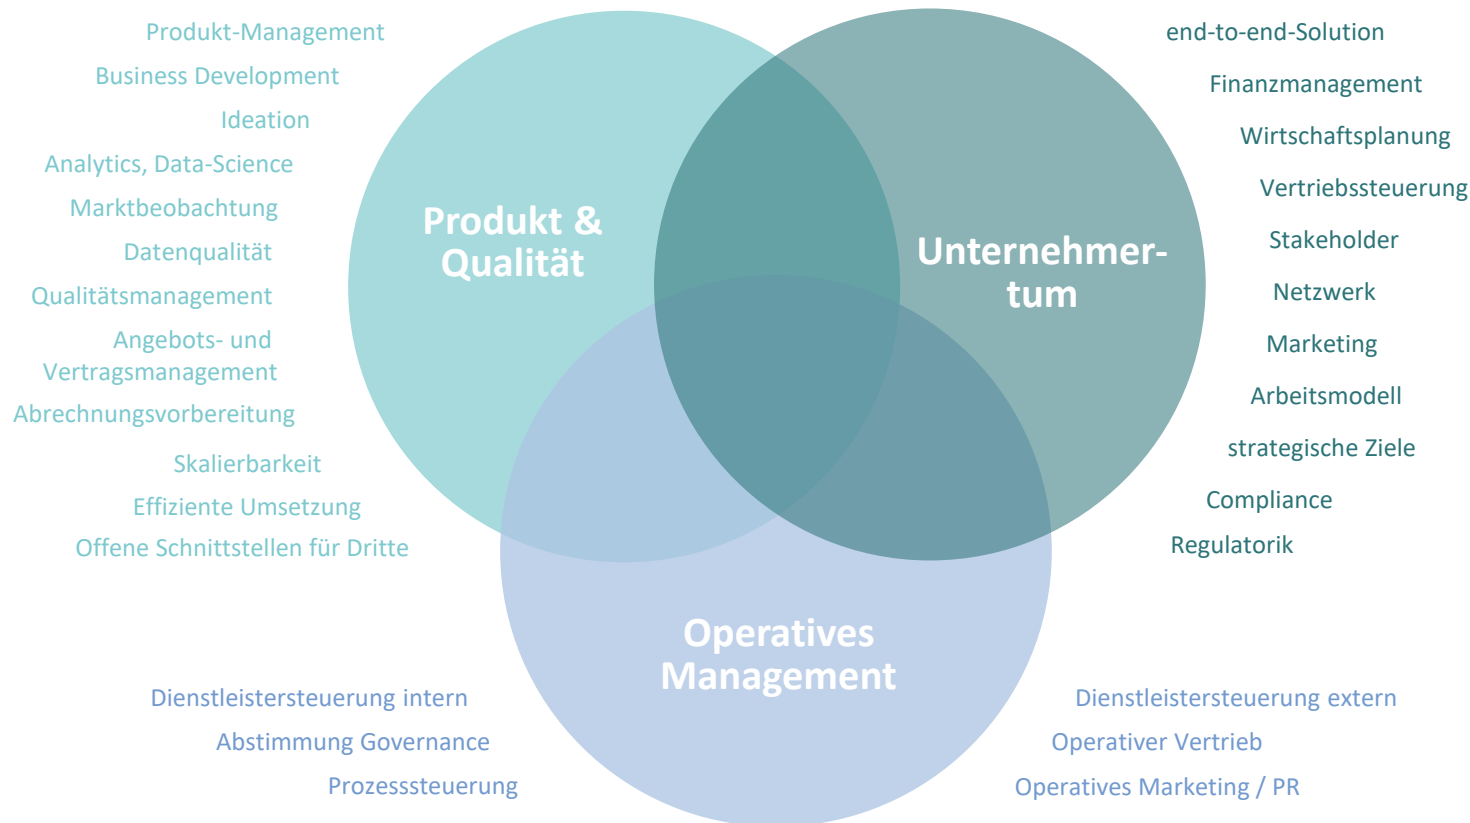 Produkt-Management
Business Development
Ideation
Analytics, Data-Science
Marktbeobachtung
Datenqualität
Qualitätsmanagement
Angebots- und
Vertragsmanagement
Abrechnungsvorbereitung
Skalierbarkeit
Effiziente Umsetzung
Offene Schnittstellen für Dritte
Produkt &
Qualität
Unternehmer-
tum
end-to-end-Solution
Finanzmanagement
Wirtschaftsplanung
Vertriebssteuerung
Stakeholder
Netzwerk
Marketing
Arbeitsmodell
strategische Ziele
Compliance
Regulatorik
Operatives
Management
Dienstleistersteuerung intern
Abstimmung Governance
Prozesssteuerung
Dienstleistersteuerung extern
Operativer Vertrieb
Operatives Marketing / PR